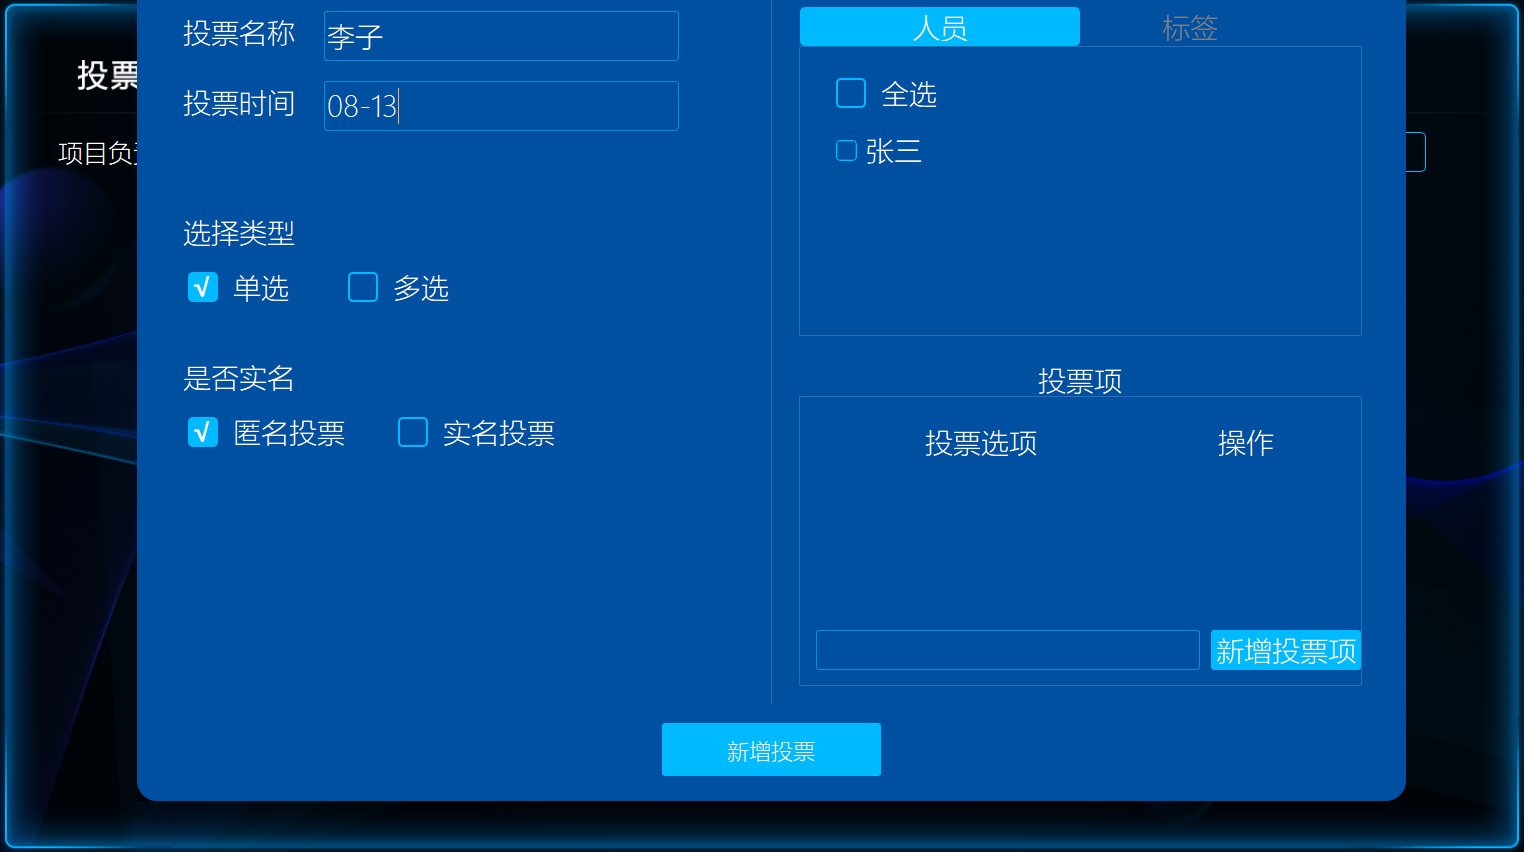 投票
项目负
投票名称
李子
投票时间
08-13
选择类型
√ 单选
多选
是否实名
√ 匿名投票
实名投票
人员
标签
全选
张三
投票项
投票选项
操作
新增投票项
新增投票